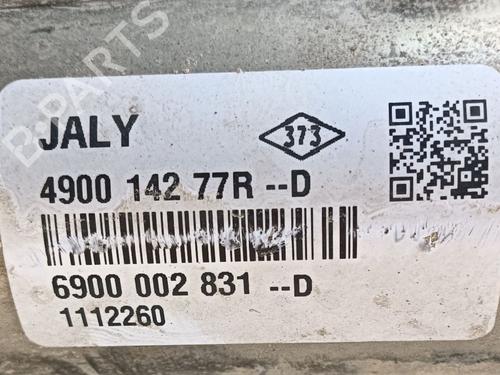 JALY
373
4900 142 77R --D
6900 002 831 --D
1112260
B-PARTS